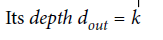 Its depth d_out = k